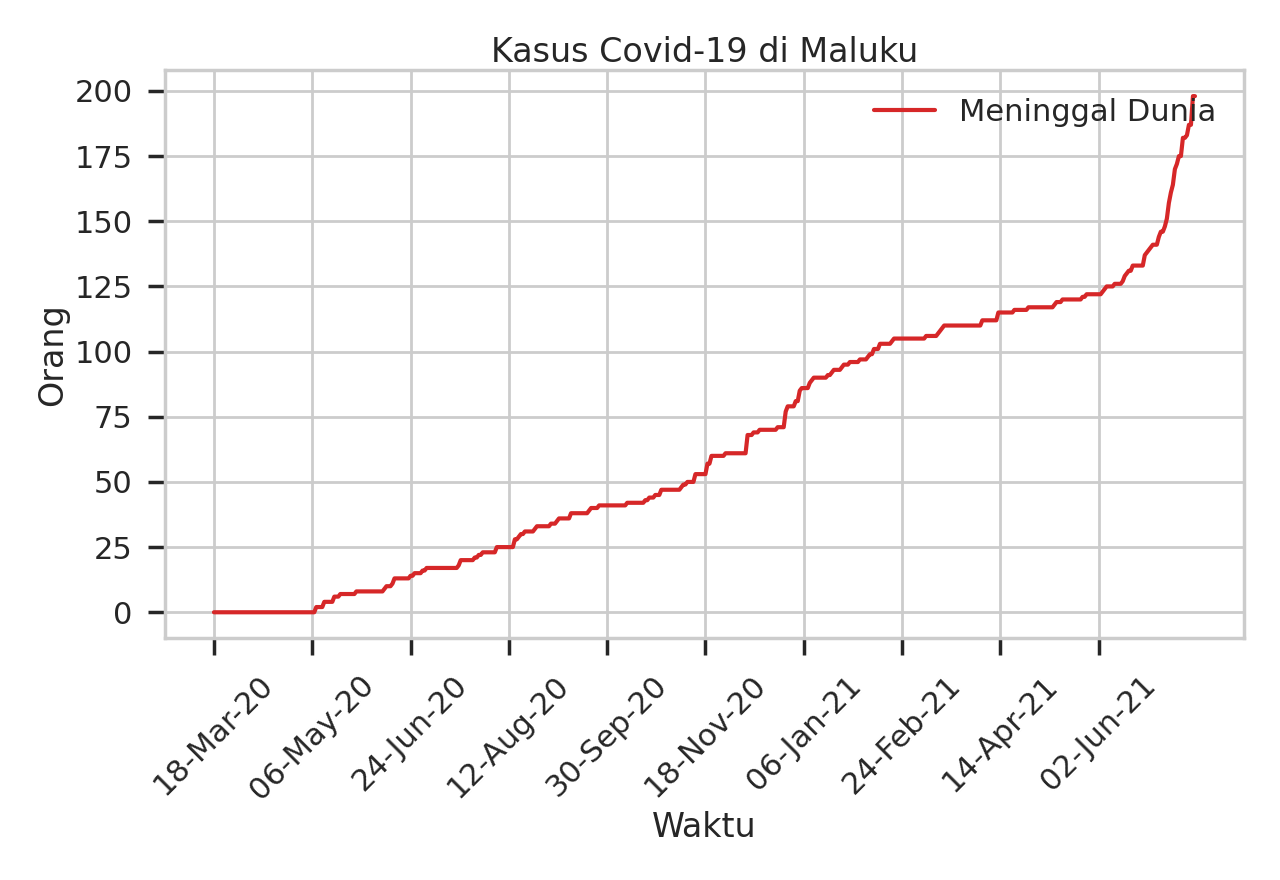 Kasus Covid-19 di Maluku
Meninggal Dunia
200
175
150
125
100
75
50
25
0
Orang
18-Mar-20
06-May-20
24-Jun-20
12-Aug-20
30-Sep-20
18-Nov-20
06-Jan-21
24-Feb-21
14-Apr-21
02-Jun-21
Waktu